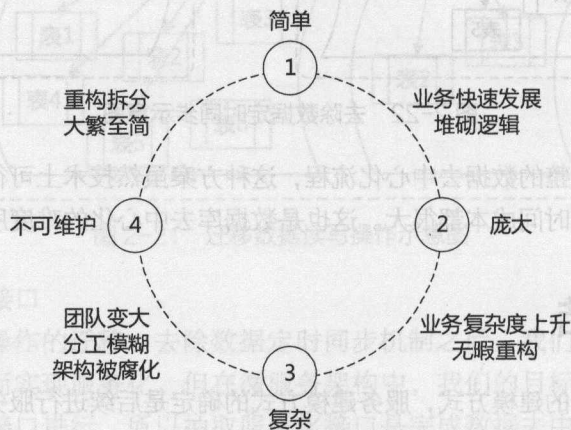 简单
1
重构拆分
大繁至简
业务快速发展
堆砌逻辑
不可维护
4
2
庞大
团队变大
分工模糊
架构被腐化
业务复杂度上升
无暇重构
3
复杂